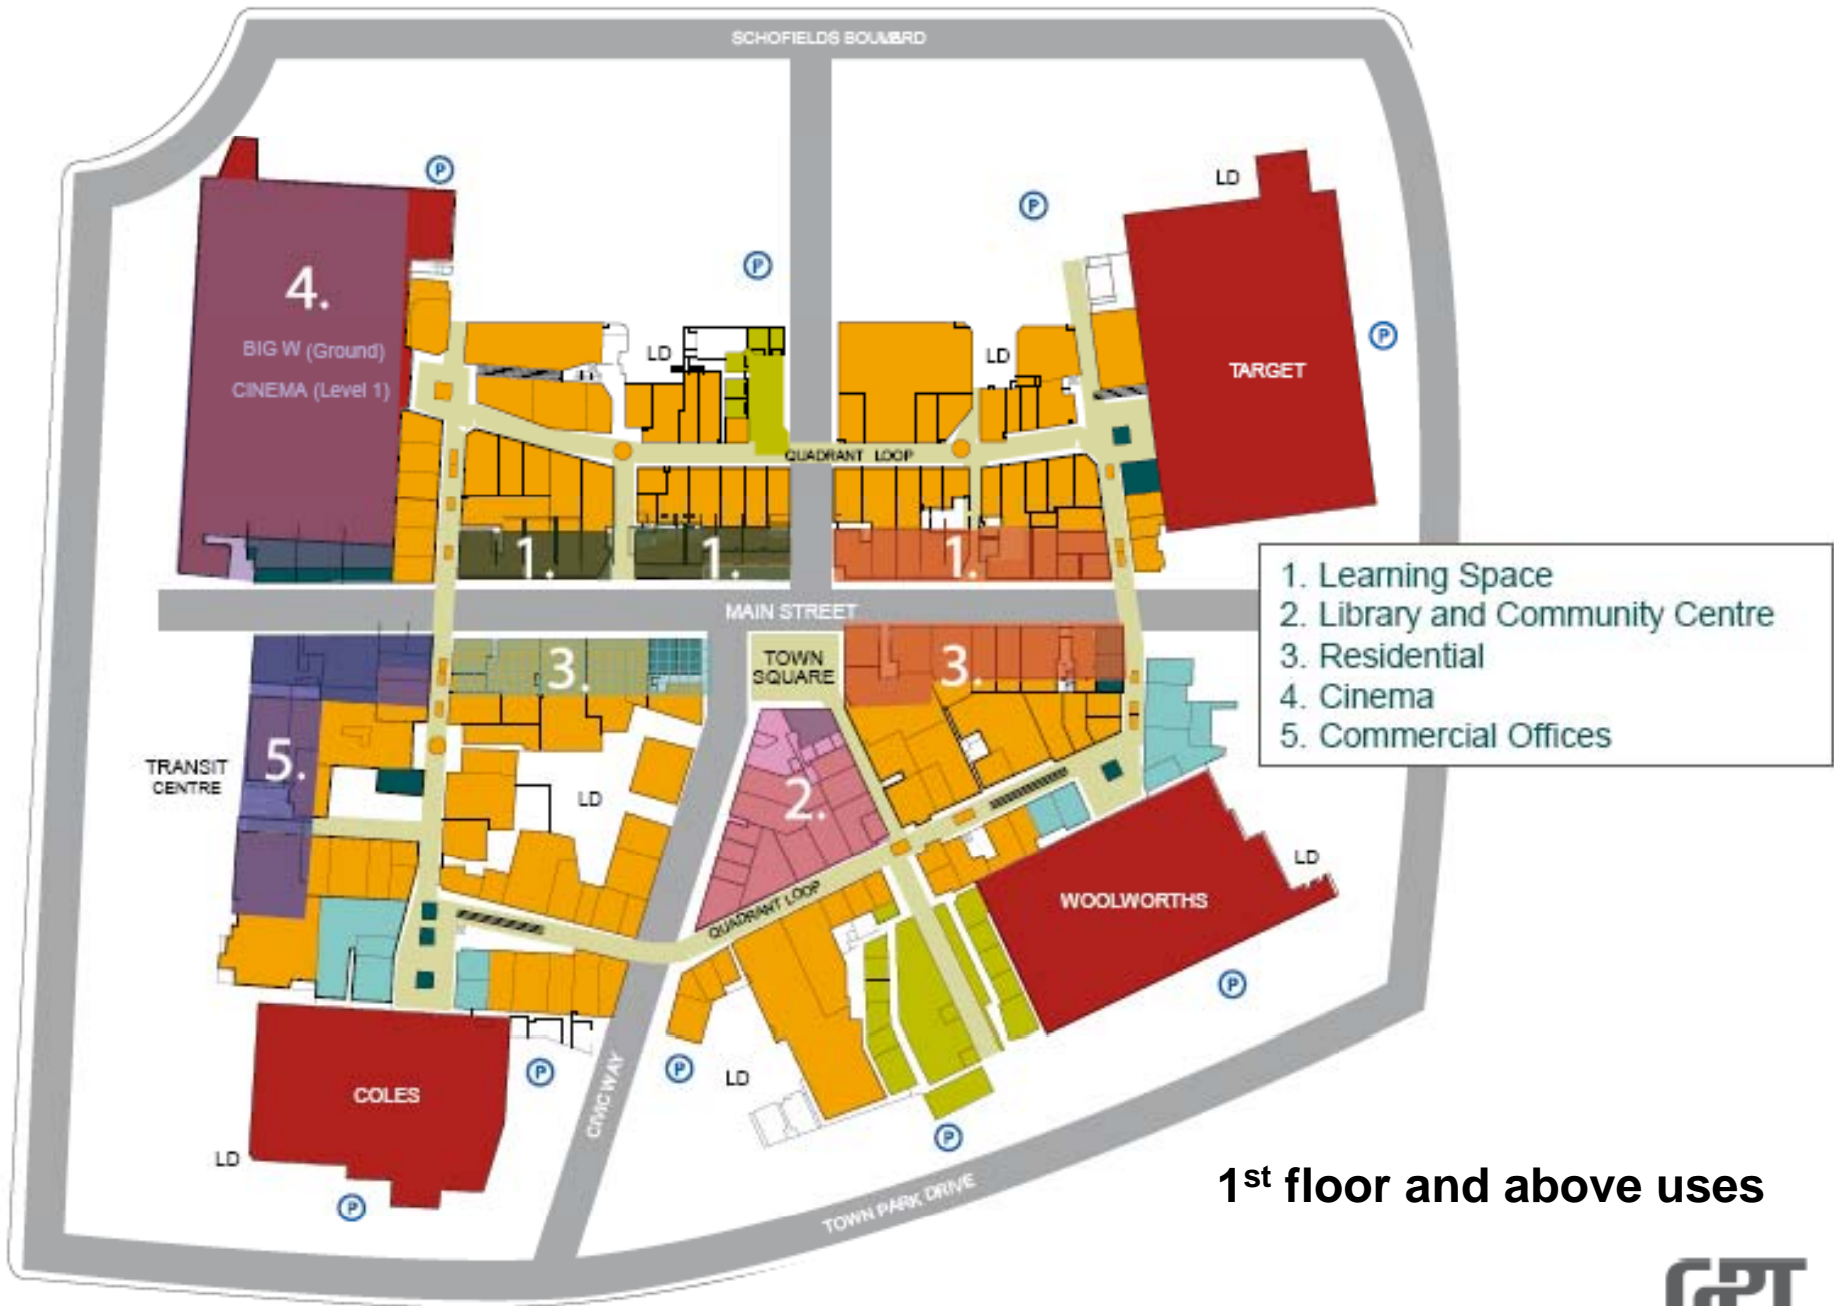 SCHOFIELDS BOULVARD
P
LD
P
P
4.
BIG W (Ground)
CINEMA (Level 1)
LD
LD
P
TARGET
QUADRANT LOOP
1.
1.
1.
MAIN STREET
1. Learning Space
2. Library and Community Centre
3. Residential
4. Cinema
5. Commercial Offices
3.
TOWN
SQUARE
3.
TRANSIT
CENTRE
5.
LD
2.
LD
QUADRANT LOOP
WOOLWORTHS
P
COLES
P
P
LD
CIVIC WAY
LD
P
P
TOWN PARK DRIVE
1st floor and above uses
GPT